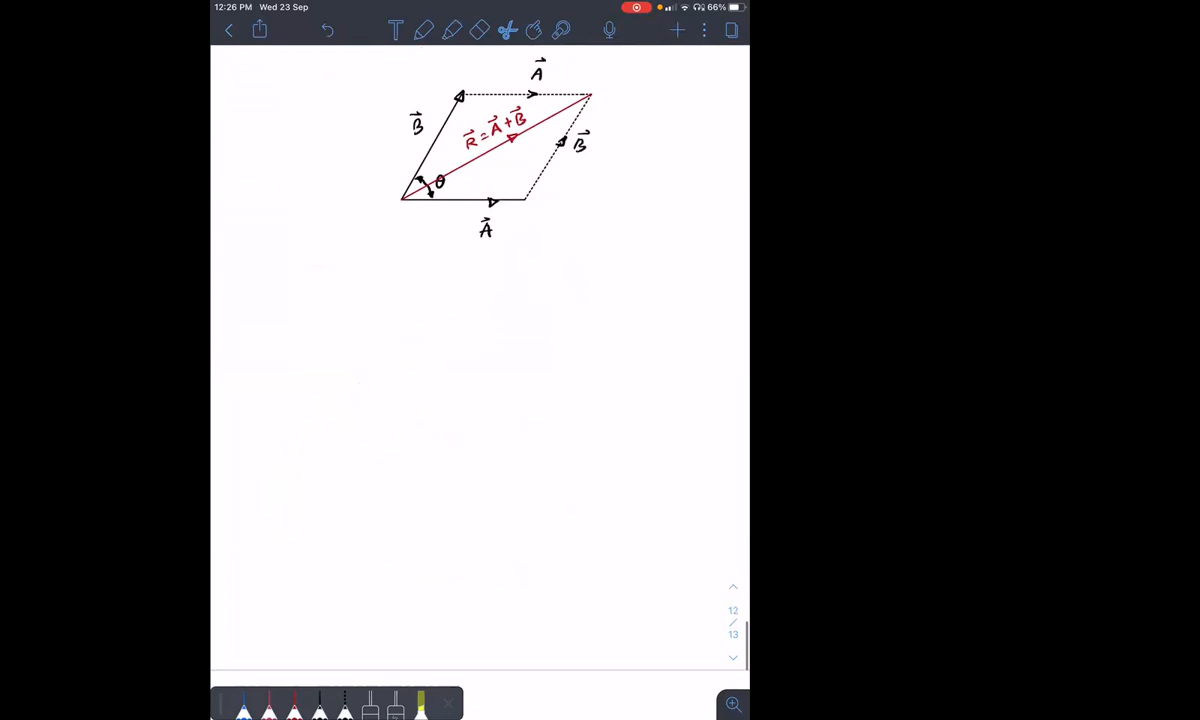 12:26 PM Wed 23 Sep 66%
T
A⃗
B⃗
R⃗ = A⃗ + B⃗
B⃗
θ
A⃗
12
/
13